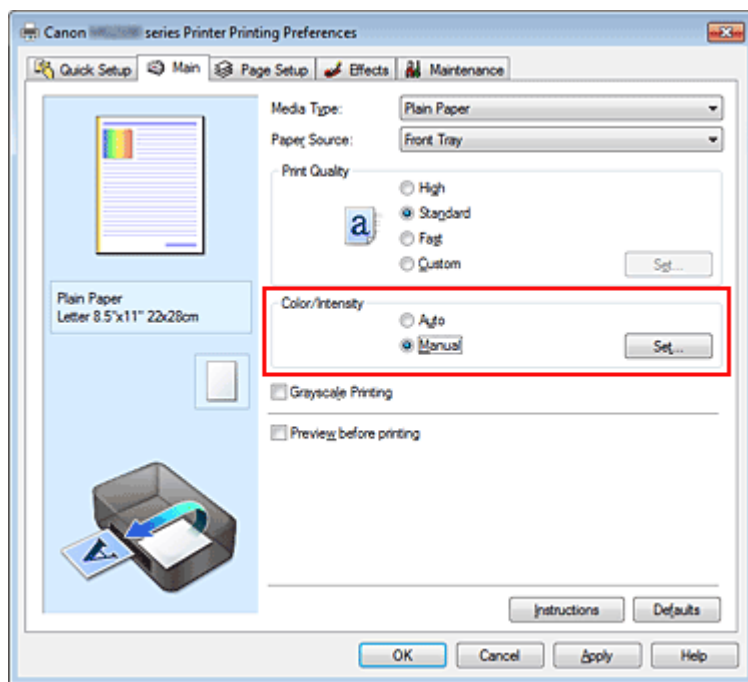 Canon series Printer Printing Preferences
Quick Setup Main Page Setup Effects Maintenance
Media Type: Plain Paper
Paper Source: Front Tray
Print Quality
High
a
Standard
Fast
Custom Set...
Plain Paper
Letter 8.5"x11" 22x28cm
Color/Intensity
Auto
Manual Set...
Grayscale Printing
Preview before printing
A
Instructions Defaults
OK Cancel Apply Help